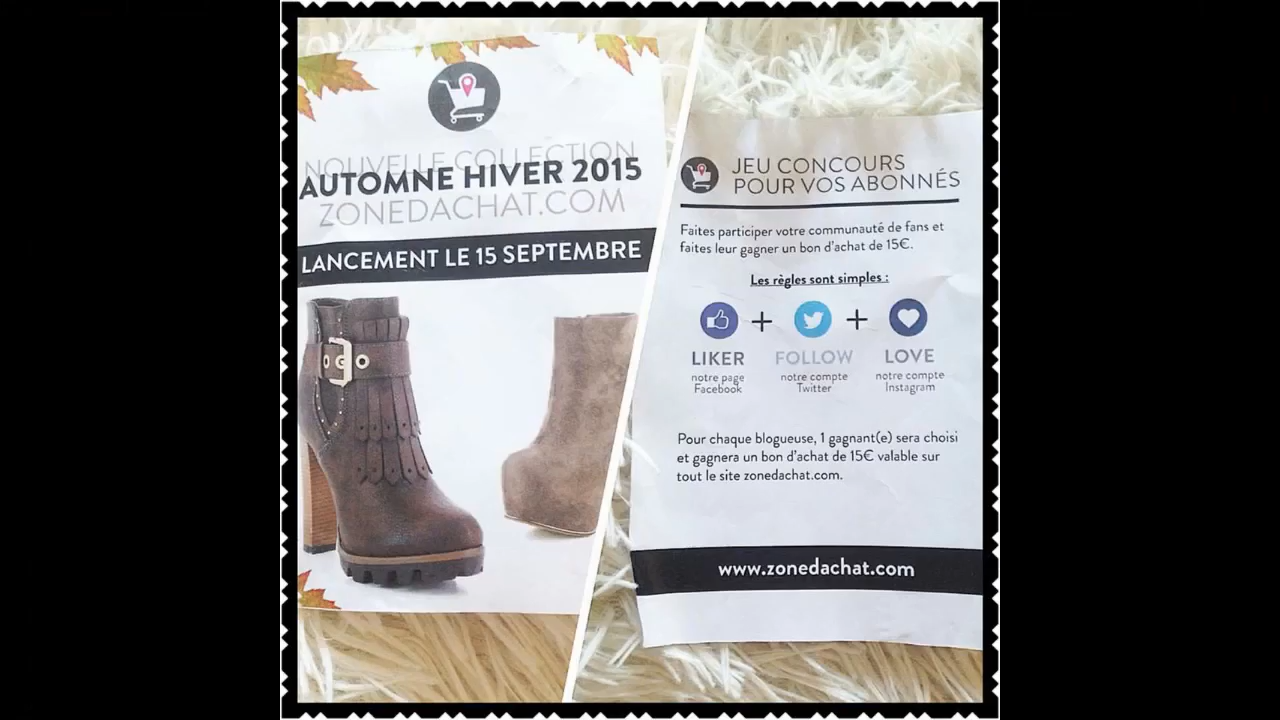 NOUVELLE COLLECTION
AUTOMNE HIVER 2015
ZONEDACHAT.COM
LANCEMENT LE 15 SEPTEMBRE
JEU CONCOURS
POUR VOS ABONNÉS
Faites participer votre communauté de fans et
faites leur gagner un bon d'achat de 15€.
Les règles sont simples :
LIKER + FOLLOW + LOVE
notre page notre compte notre compte
Facebook Twitter Instagram
Pour chaque blogueuse, 1 gagnant(e) sera choisi
et gagnera un bon d'achat de 15€ valable sur
tout le site zonedachat.com.
www.zonedachat.com